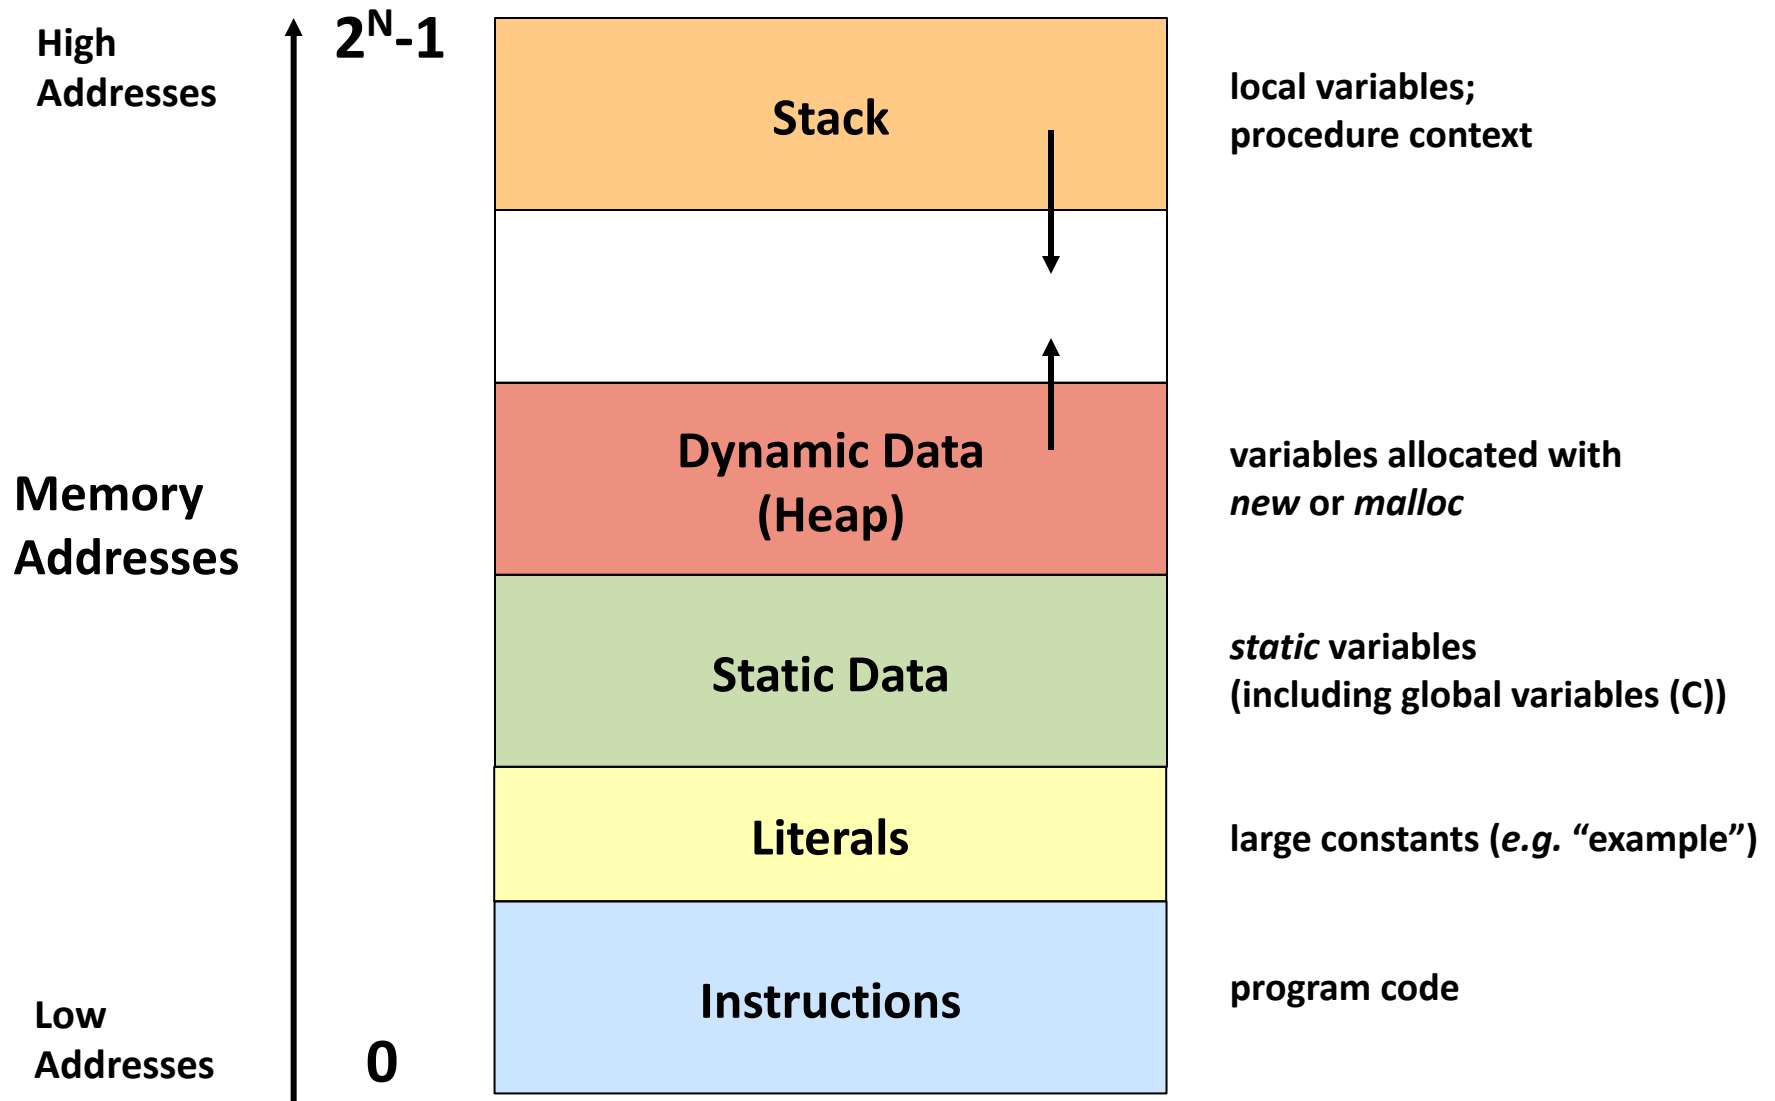 High
Addresses
2^N-1
Stack
local variables;
procedure context
Memory
Addresses
Dynamic Data
(Heap)
variables allocated with
new or malloc
Static Data
static variables
(including global variables (C))
Literals
large constants (e.g. “example”)
Instructions
program code
Low
Addresses
0